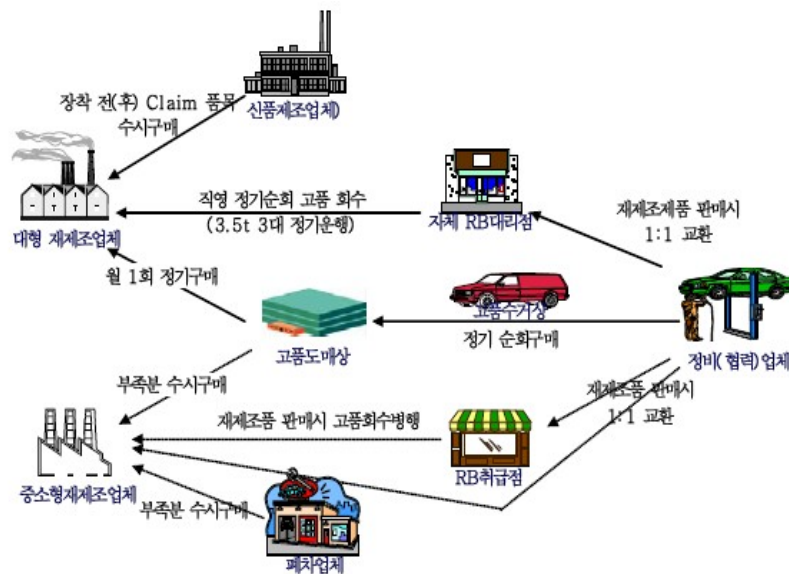 장착 전(후) Claim 품목
수시구매
신품제조업체)
대형 재제조업체
직영 정기순회 고품 회수
(3.5t 3대 정기운행)
자체 RB대리점
재제조제품 판매시
1:1 교환
월 1회 정기구매
고품도매상
고품수거상
정기 순회구매
정비(협력)업체
부족분 수시구매
재제조품 판매시
1:1 교환
재제조품 판매시 고품회수병행
RB취급점
중소형재제조업체
부족분 수시구매
폐차업체